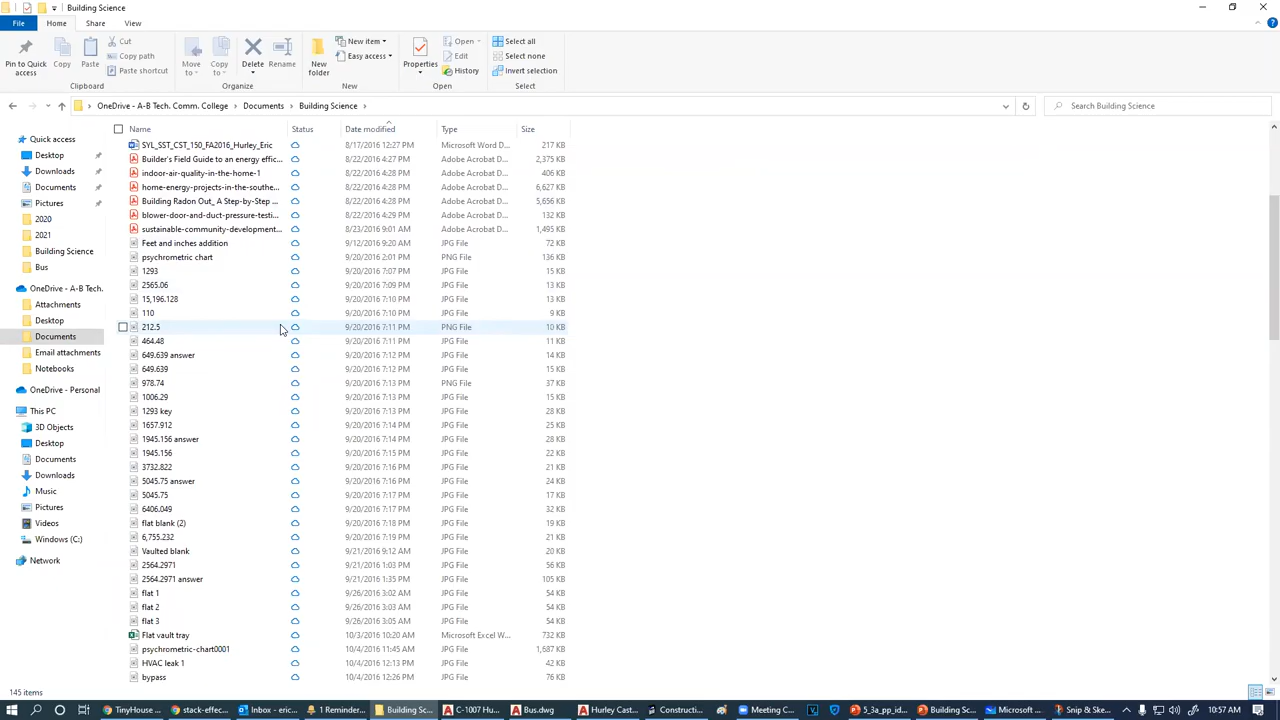 Building Science
File Home Share View
Pin to Quick access
Copy
Paste
Cut
Copy path
Paste shortcut
Clipboard
Move to
Copy to
Delete
Rename
Organize
New folder
New item
Easy access
New
Properties
Open
Edit
History
Open
Select all
Select none
Invert selection
Select
OneDrive - A-B Tech. Comm. College > Documents > Building Science >
Search Building Science
Quick access
Desktop
Downloads
Documents
Pictures
2020
2021
Building Science
Bus
OneDrive - A-B Tech.
Attachments
Desktop
Documents
Email attachments
Notebooks
OneDrive - Personal
This PC
3D Objects
Desktop
Documents
Downloads
Music
Pictures
Videos
Windows (C:)
Network
Name Status Date modified Type Size
SYL_SST_CST_150_FA2016_Hurley_Eric 8/17/2016 12:27 PM Microsoft Word D... 217 KB
Builder's Field Guide to an energy effic... 8/22/2016 4:27 PM Adobe Acrobat D... 2,375 KB
indoor-air-quality-in-the-home-1 8/22/2016 4:28 PM Adobe Acrobat D... 406 KB
home-energy-projects-in-the-southe... 8/22/2016 4:28 PM Adobe Acrobat D... 6,627 KB
Building Radon Out_ A Step-by-Step ... 8/22/2016 4:28 PM Adobe Acrobat D... 5,656 KB
blower-door-and-duct-pressure-testi... 8/22/2016 4:29 PM Adobe Acrobat D... 132 KB
sustainable-community-development... 8/23/2016 9:01 AM Adobe Acrobat D... 1,495 KB
Feet and inches addition 9/12/2016 9:20 AM JPG File 72 KB
psychrometric chart 9/20/2016 2:01 PM PNG File 136 KB
1293 9/20/2016 7:07 PM JPG File 15 KB
2565.06 9/20/2016 7:09 PM JPG File 13 KB
15,196.128 9/20/2016 7:10 PM JPG File 13 KB
110 9/20/2016 7:10 PM JPG File 9 KB
212.5 9/20/2016 7:11 PM PNG File 10 KB
464.48 9/20/2016 7:11 PM JPG File 11 KB
649.639 answer 9/20/2016 7:12 PM JPG File 14 KB
649.639 9/20/2016 7:12 PM JPG File 15 KB
978.74 9/20/2016 7:13 PM PNG File 37 KB
1006.29 9/20/2016 7:13 PM JPG File 15 KB
1293 key 9/20/2016 7:13 PM JPG File 28 KB
1657.912 9/20/2016 7:14 PM JPG File 25 KB
1945.156 answer 9/20/2016 7:14 PM JPG File 28 KB
1945.156 9/20/2016 7:15 PM JPG File 22 KB
3732.822 9/20/2016 7:16 PM JPG File 21 KB
5045.75 answer 9/20/2016 7:16 PM JPG File 24 KB
5045.75 9/20/2016 7:17 PM JPG File 17 KB
6406.049 9/20/2016 7:17 PM JPG File 32 KB
flat blank (2) 9/20/2016 7:18 PM JPG File 19 KB
6,755.232 9/20/2016 7:19 PM JPG File 21 KB
Vaulted blank 9/21/2016 9:12 AM JPG File 20 KB
2564.2971 9/21/2016 1:03 PM JPG File 56 KB
2564.2971 answer 9/21/2016 1:35 PM JPG File 105 KB
flat 1 9/26/2016 3:02 AM JPG File 54 KB
flat 2 9/26/2016 3:03 AM JPG File 54 KB
flat 3 9/26/2016 3:05 AM JPG File 54 KB
Flat vault tray 10/3/2016 10:20 AM Microsoft Excel W... 732 KB
psychrometric-chart0001 10/4/2016 11:45 AM JPG File 1,687 KB
HVAC leak 1 10/4/2016 12:13 PM JPG File 42 KB
bypass 10/4/2016 12:26 PM JPG File 76 KB
145 items
TinyHouse ... stack-effec... Inbox - eric... 1 Reminder... Building Sc... C-1007 Hu... Bus.dwg Hurley Cast... Constructi... Meeting C... 5_3a_pp_id... Building Sc... Microsoft ... Snip & Ske... 10:57 AM